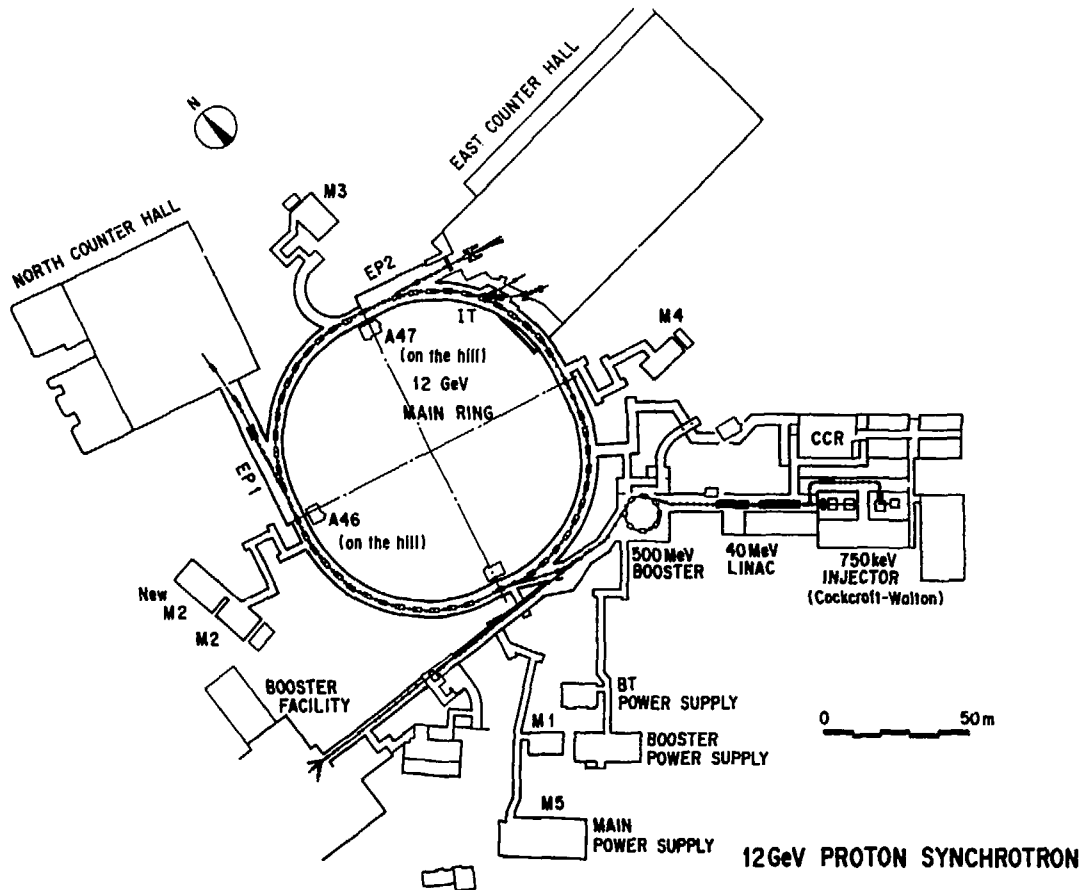 N
EAST COUNTER HALL
M3
NORTH COUNTER HALL
EP2
IT
A47
(on the hill)
12 GeV
MAIN RING
M4
CCR
EP1
A46
(on the hill)
500 MeV
BOOSTER
40 MeV
LINAC
750 keV
INJECTOR
(Cockcroft-Walton)
New
M2
M2
BOOSTER
FACILITY
BT
POWER SUPPLY
0 50 m
M1
BOOSTER
POWER SUPPLY
M5
MAIN
POWER SUPPLY
12 GeV PROTON SYNCHROTRON